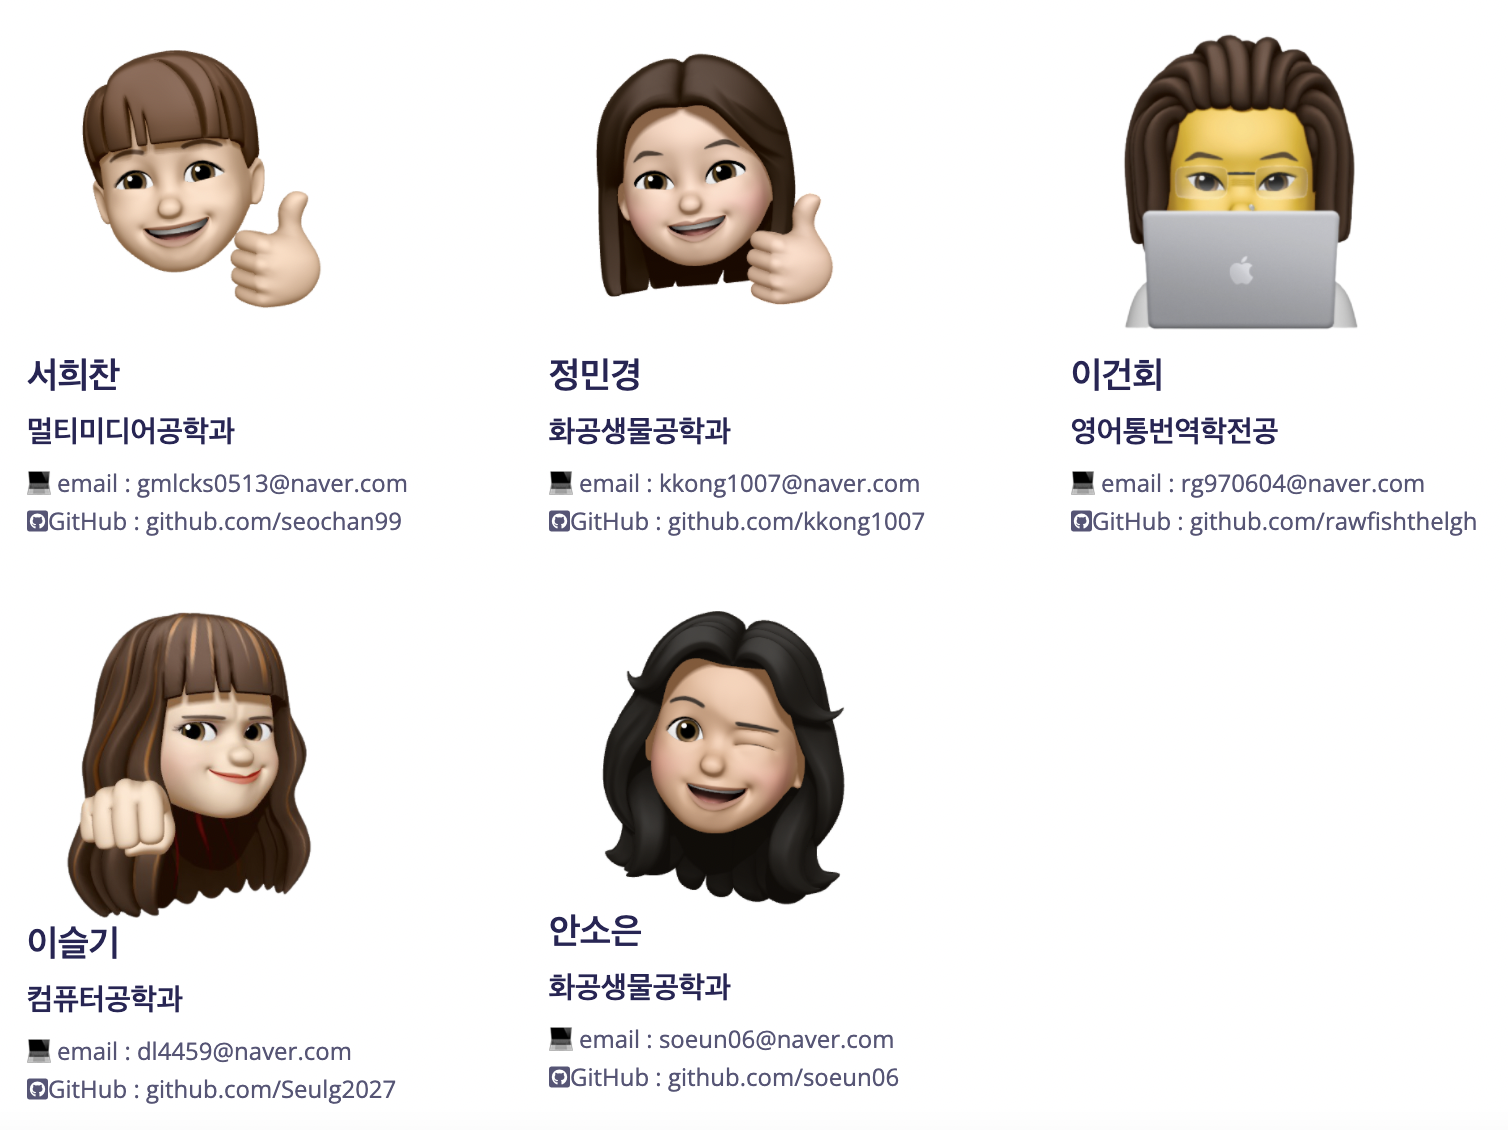 서희찬
멀티미디어공학과
email : gmlcks0513@naver.com
GitHub : github.com/seochan99
정민경
화공생물공학과
email : kkong1007@naver.com
GitHub : github.com/kkong1007
이건회
영어통번역학전공
email : rg970604@naver.com
GitHub : github.com/rawfishthelgh
이슬기
컴퓨터공학과
email : dl4459@naver.com
GitHub : github.com/Seulg2027
안소은
화공생물공학과
email : soeun06@naver.com
GitHub : github.com/soeun06